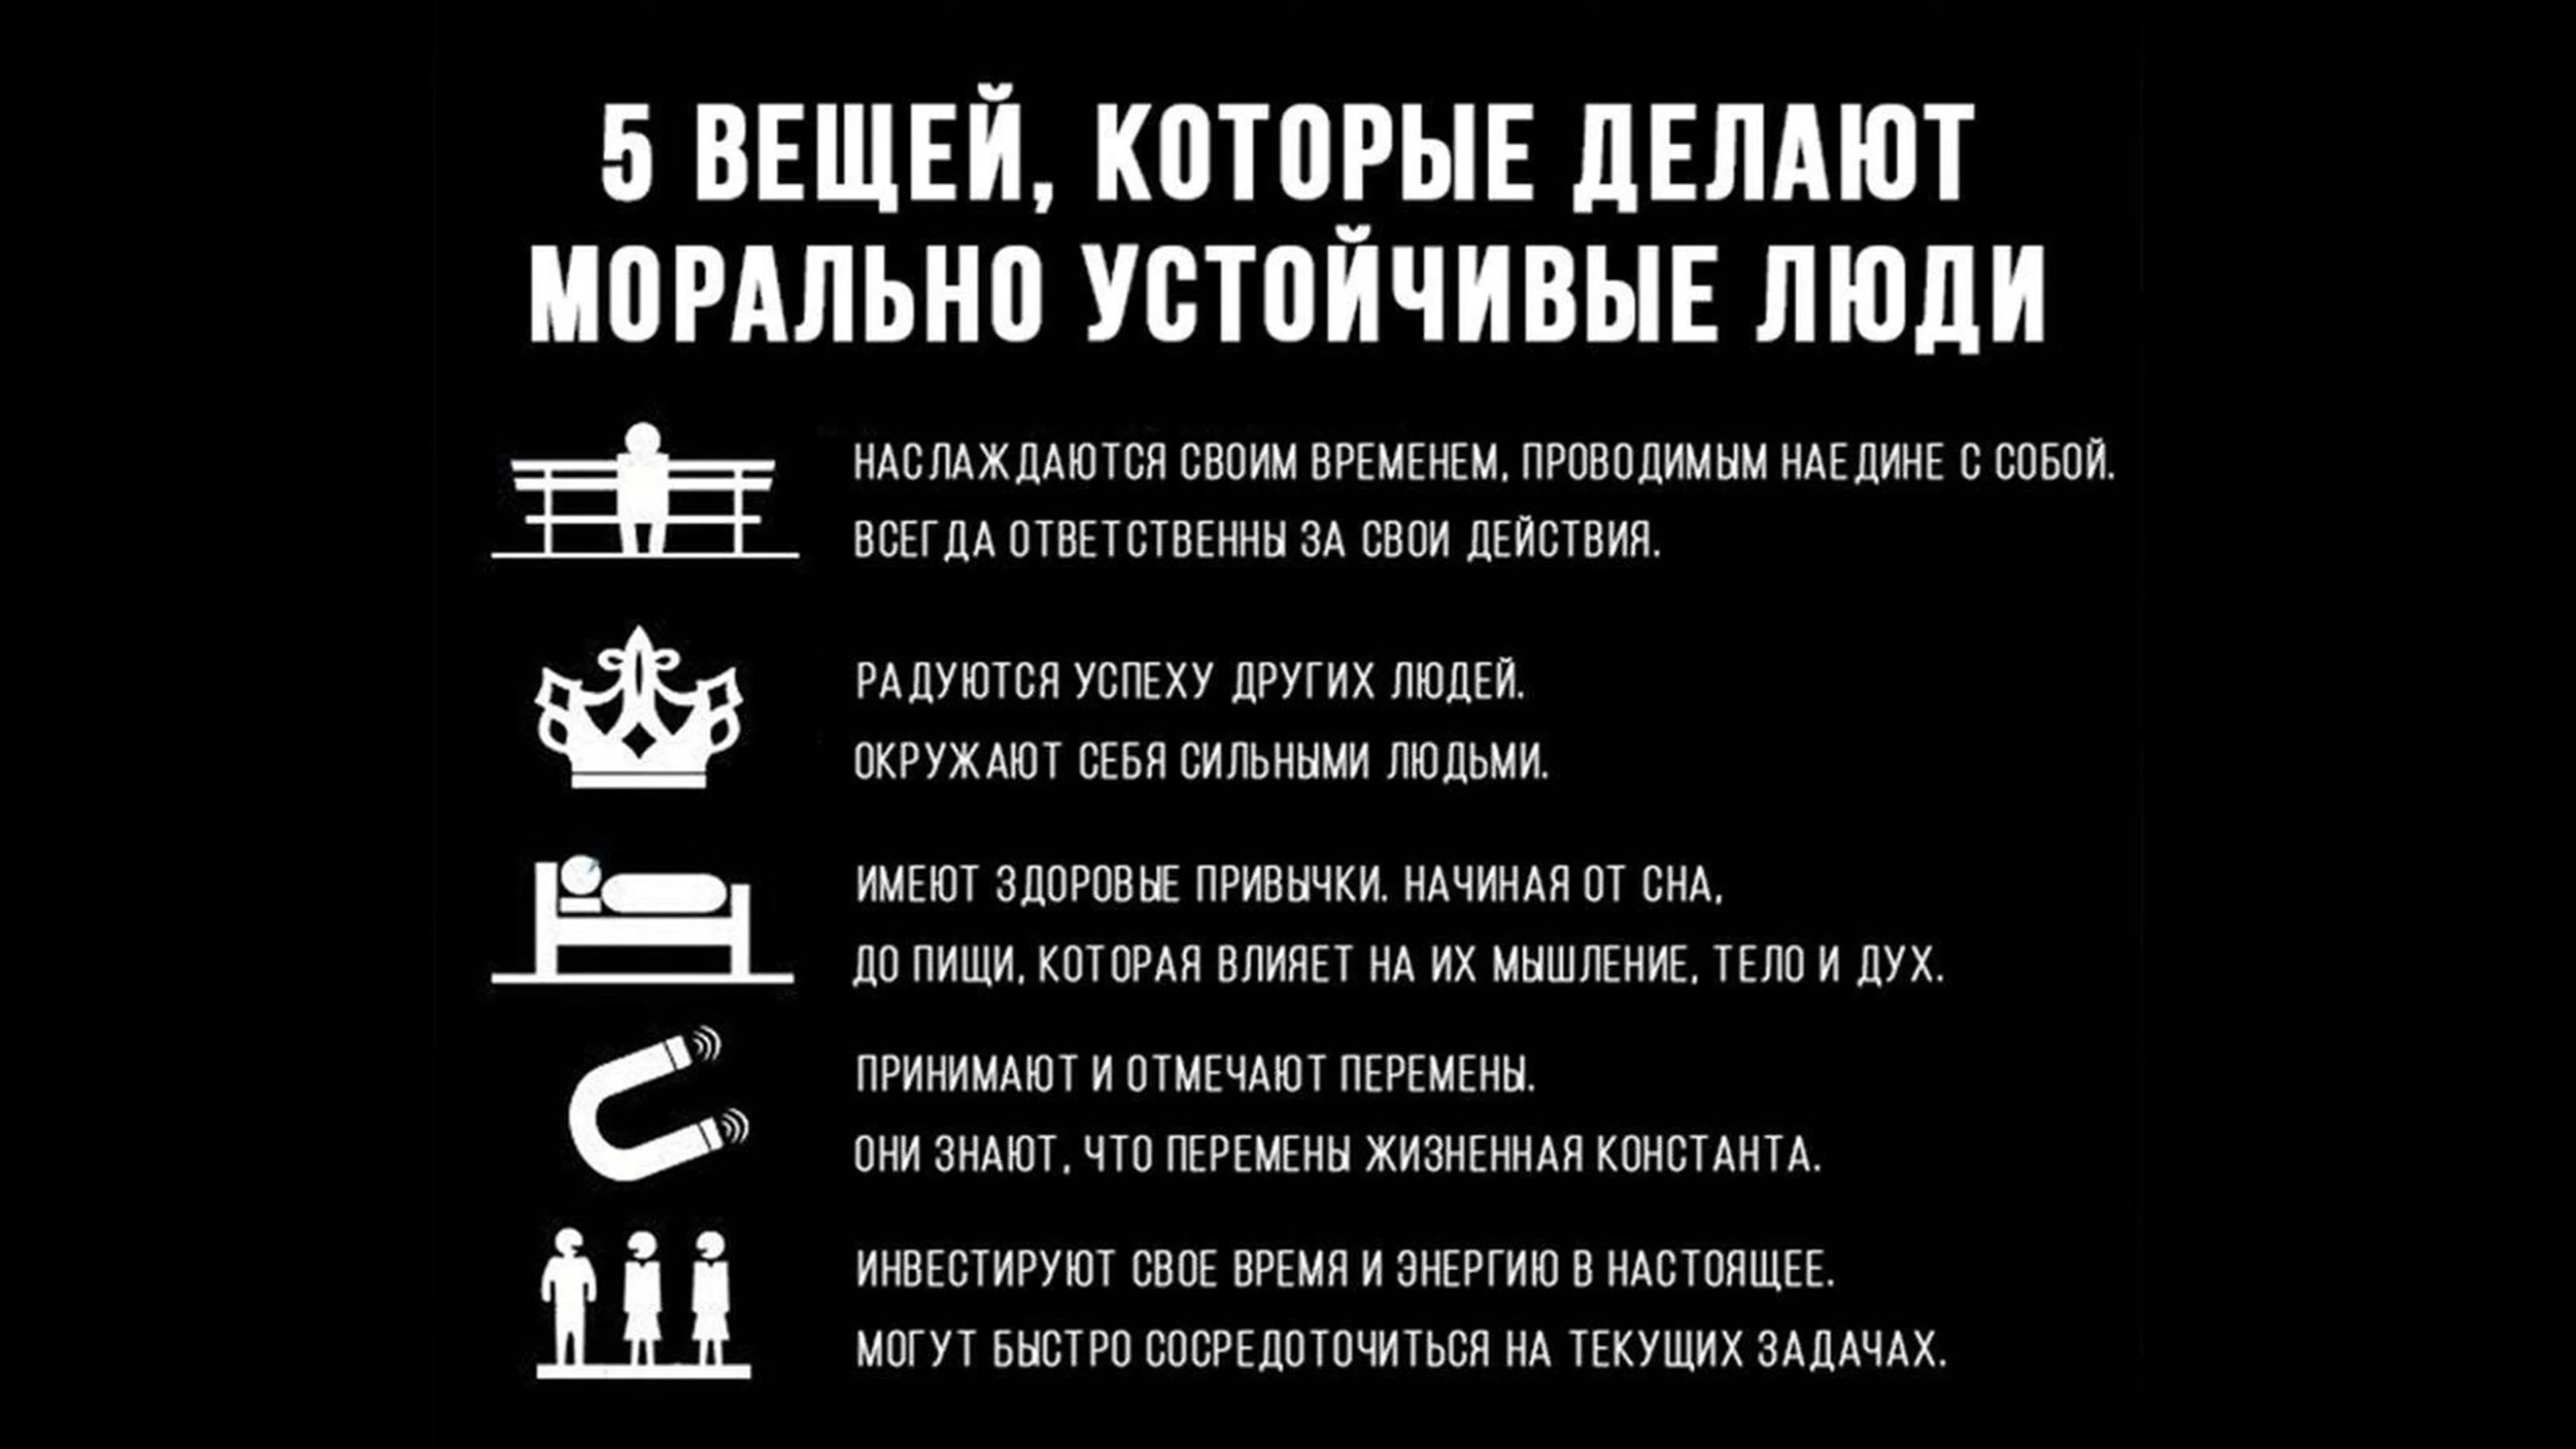 5 ВЕЩЕЙ, КОТОРЫЕ ДЕЛАЮТ
МОРАЛЬНО УСТОЙЧИВЫЕ ЛЮДИ
НАСЛАЖДАЮТСЯ СВОИМ ВРЕМЕНЕМ, ПРОВОДИМЫМ НАЕДИНЕ С СОБОЙ.
ВСЕГДА ОТВЕТСТВЕННЫ ЗА СВОИ ДЕЙСТВИЯ.
РАДУЮТСЯ УСПЕХУ ДРУГИХ ЛЮДЕЙ.
ОКРУЖАЮТ СЕБЯ СИЛЬНЫМИ ЛЮДЬМИ.
ИМЕЮТ ЗДОРОВЫЕ ПРИВЫЧКИ. НАЧИНАЯ ОТ СНА,
ДО ПИЩИ, КОТОРАЯ ВЛИЯЕТ НА ИХ МЫШЛЕНИЕ, ТЕЛО И ДУХ.
ПРИНИМАЮТ И ОТМЕЧАЮТ ПЕРЕМЕНЫ.
ОНИ ЗНАЮТ, ЧТО ПЕРЕМЕНЫ ЖИЗНЕННАЯ КОНСТАНТА.
ИНВЕСТИРУЮТ СВОЕ ВРЕМЯ И ЭНЕРГИЮ В НАСТОЯЩЕЕ.
МОГУТ БЫСТРО СОСРЕДОТОЧИТЬСЯ НА ТЕКУЩИХ ЗАДАЧАХ.